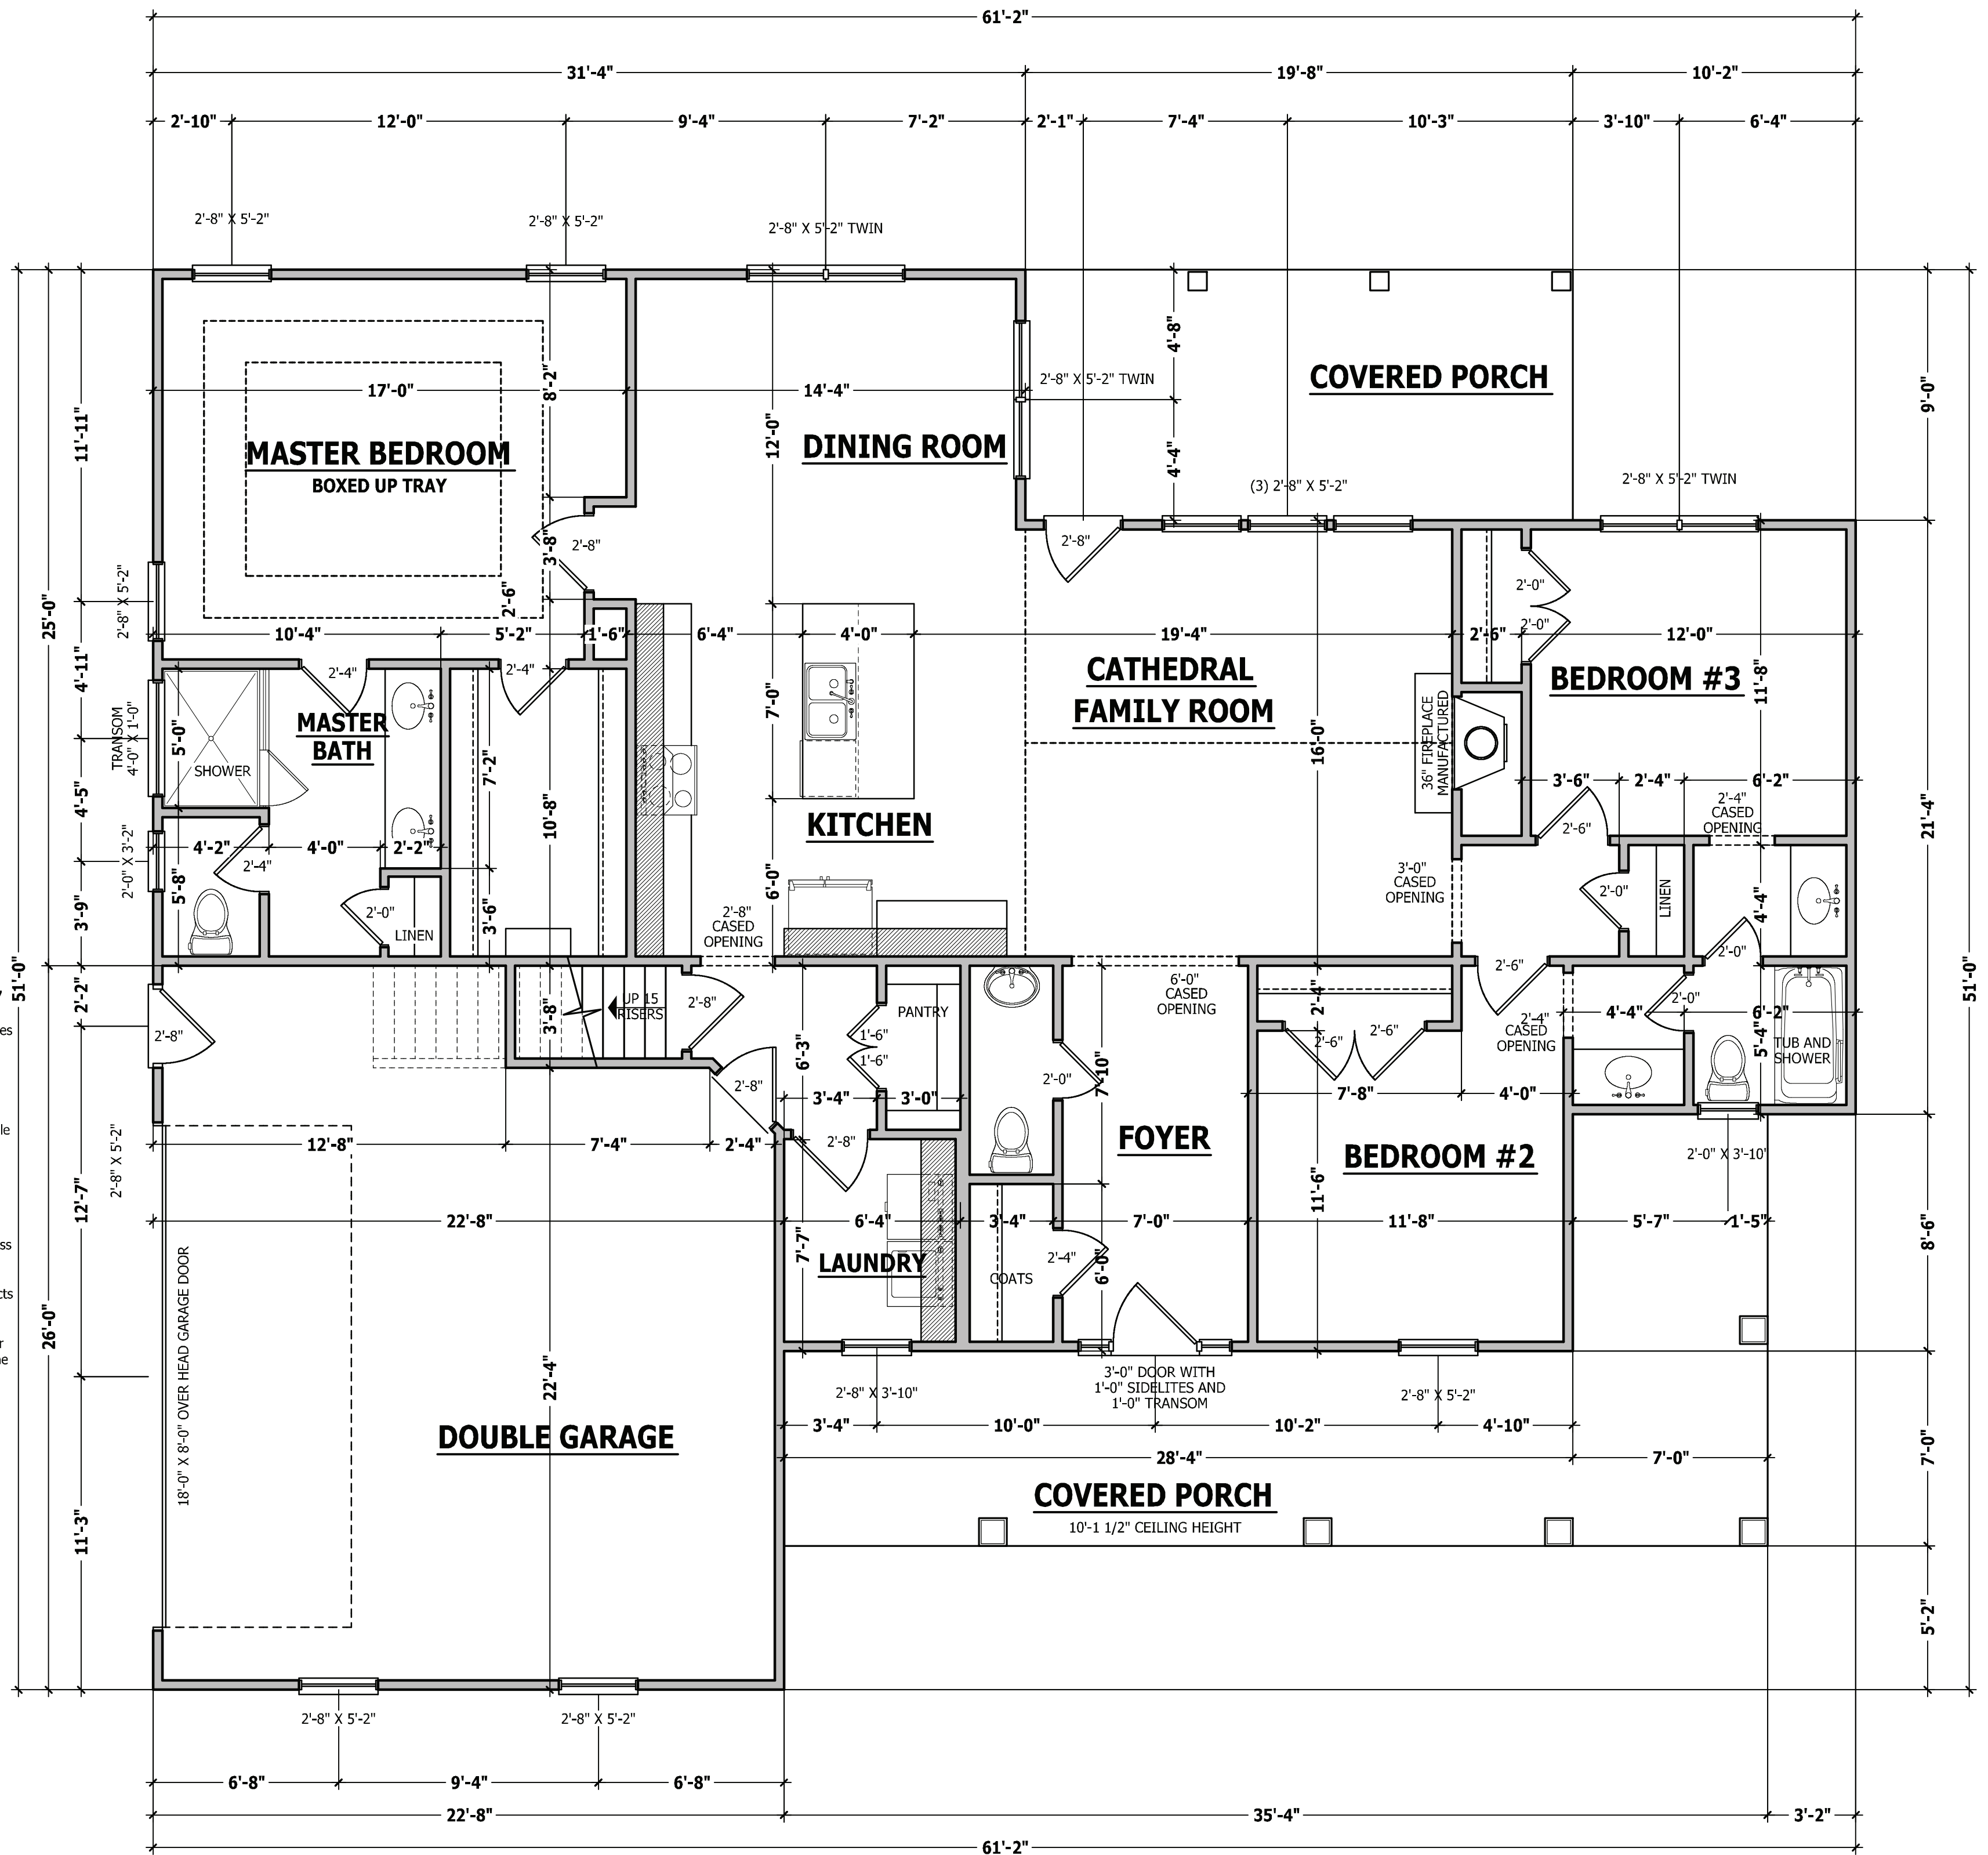 61'-2"
31'-4" 19'-8" 10'-2"
2'-10" 12'-0" 9'-4" 7'-2" 2'-1" 7'-4" 10'-3" 3'-10" 6'-4"
2'-8" X 5'-2" 2'-8" X 5'-2" 2'-8" X 5'-2" TWIN
4'-8"
COVERED PORCH
9'-0"
2'-8" X 5'-2" TWIN
17'-0" 8'-2" 14'-4"
11'-11"
12'-0"
MASTER BEDROOM
BOXED UP TRAY
DINING ROOM
4'-4"
(3) 2'-8" X 5'-2"
2'-8" X 5'-2" TWIN
2'-8"
3'-8"
2'-8"
2'-0"
2'-0"
2'-6"
2'-8" X 5'-2"
25'-0"
10'-4" 5'-2" 1'-6" 6'-4" 4'-0" 19'-4" 2'-6" 12'-0"
4'-11"
2'-4" 2'-4"
CATHEDRAL
FAMILY ROOM
BEDROOM #3
11'-8"
TRANSOM
4'-0" X 1'-0"
MASTER
BATH
5'-0"
SHOWER
7'-2"
7'-0"
16'-0"
36" FIREPLACE
MANUFACTURED
3'-6" 2'-4" 6'-2"
4'-5"
10'-8"
KITCHEN
2'-4"
CASED
OPENING
2'-6"
21'-4"
2'-0" X 3'-2"
4'-2" 4'-0" 2'-2"
2'-4"
5'-8"
3'-9"
2'-0"
LINEN
3'-6"
6'-0"
2'-8"
CASED
OPENING
3'-0"
CASED
OPENING
2'-0"
LINEN
4'-4"
2'-0"
51'-0"
2'-2"
2'-8"
3'-8"
UP 15
RISERS
2'-8"
PANTRY
1'-6"
1'-6"
6'-3"
6'-0"
CASED
OPENING
2'-4"
2'-6"
2'-6"
2'-6"
2'-4"
CASED
OPENING
4'-4"
2'-0"
6'-2"
5'-4"
TUB AND
SHOWER
51'-0"
es
2'-8"
3'-4" 3'-0"
2'-0"
7'-10"
7'-8" 4'-0"
le
2'-8" X 5'-2"
12'-8" 7'-4" 2'-4"
2'-8"
FOYER
BEDROOM #2
2'-0" X 3'-10"
12'-7"
11'-6"
22'-8" 6'-4" 3'-4" 7'-0" 11'-8" 5'-7" 1'-5"
8'-6"
ss
7'-7"
LAUNDRY
2'-4"
6'-0"
COATS
cts
26'-0"
r
ne
18'-0" X 8'-0" OVER HEAD GARAGE DOOR
22'-4"
2'-8" X 3'-10"
3'-0" DOOR WITH
1'-0" SIDELITES AND
1'-0" TRANSOM
2'-8" X 5'-2"
3'-4" 10'-0" 10'-2" 4'-10"
DOUBLE GARAGE
28'-4" 7'-0"
7'-0"
COVERED PORCH
10'-1 1/2" CEILING HEIGHT
11'-3"
5'-2"
2'-8" X 5'-2" 2'-8" X 5'-2"
6'-8" 9'-4" 6'-8"
22'-8" 35'-4" 3'-2"
61'-2"